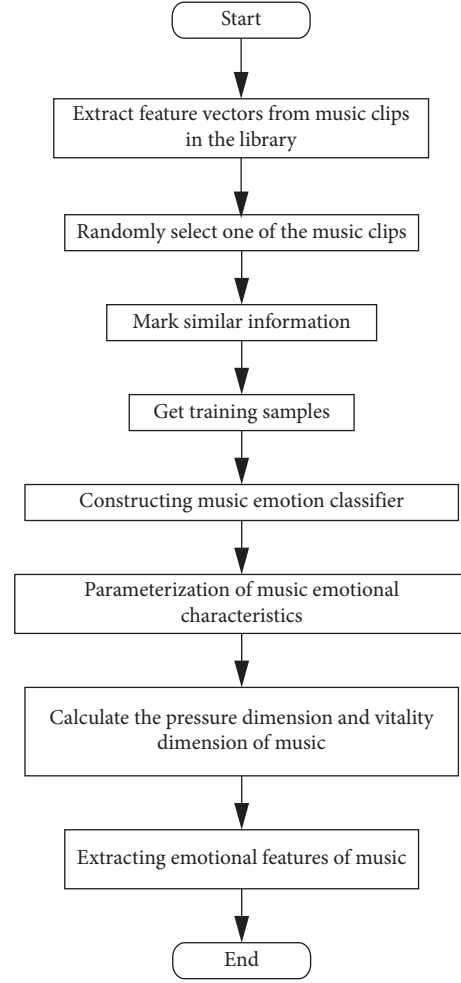 Start
Extract feature vectors from music clips
in the library
Randomly select one of the music clips
Mark similar information
Get training samples
Constructing music emotion classifier
Parameterization of music emotional
characteristics
Calculate the pressure dimension and vitality
dimension of music
Extracting emotional features of music
End